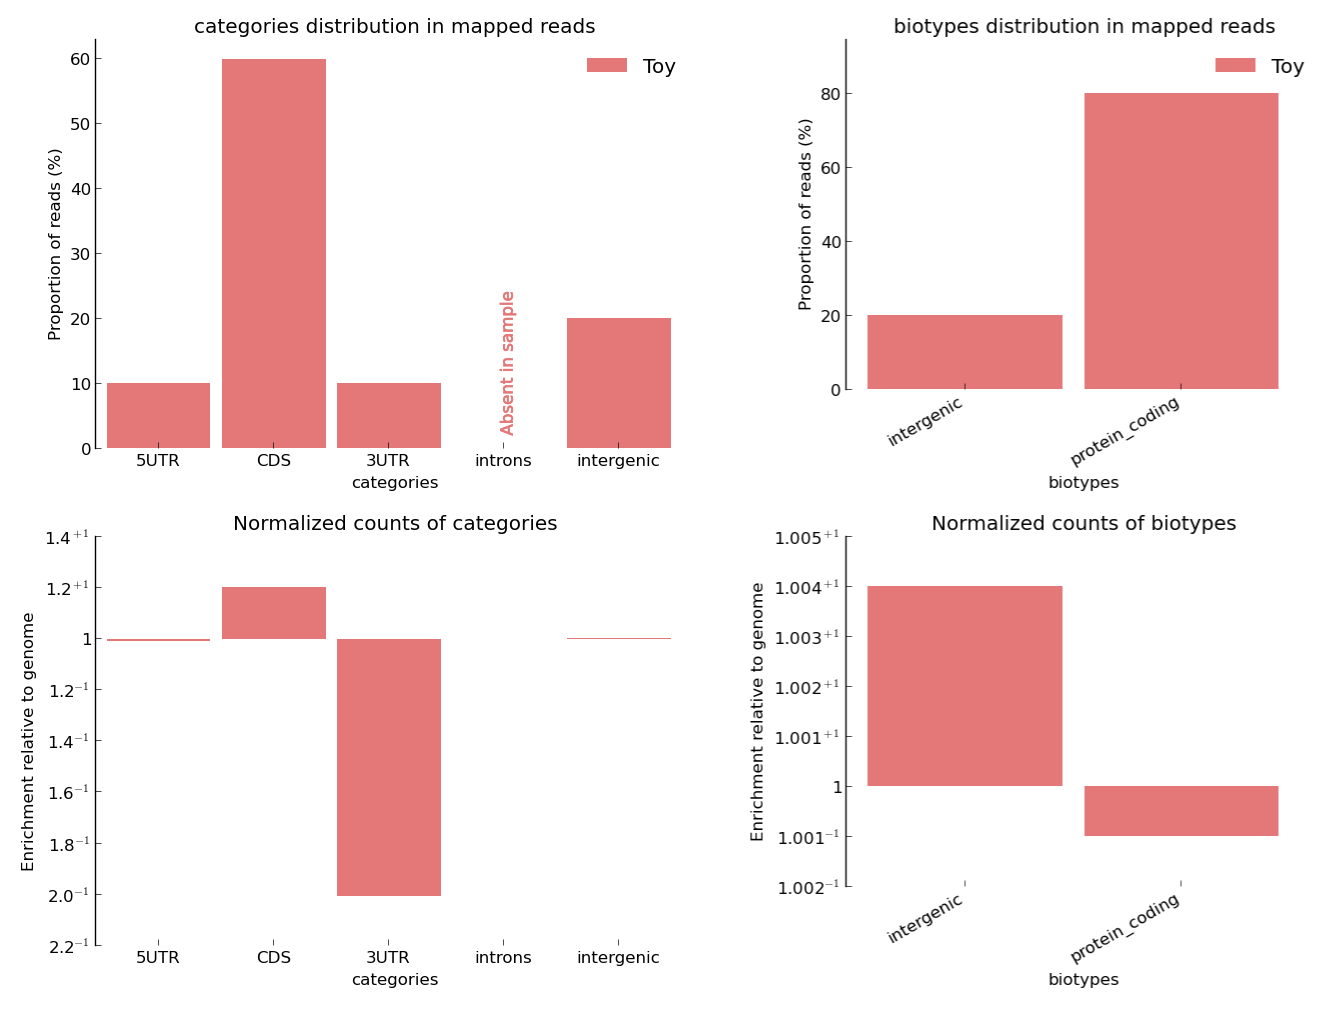 categories distribution in mapped reads
Toy
Proportion of reads (%)
60
50
40
30
20
10
0
Absent in sample
5UTR CDS 3UTR introns intergenic
categories
biotypes distribution in mapped reads
Toy
Proportion of reads (%)
80
60
40
20
0
intergenic protein_coding
biotypes
Normalized counts of categories
Enrichment relative to genome
1.4⁺¹
1.2⁺¹
1
1.2⁻¹
1.4⁻¹
1.6⁻¹
1.8⁻¹
2.0⁻¹
2.2⁻¹
5UTR CDS 3UTR introns intergenic
categories
Normalized counts of biotypes
Enrichment relative to genome
1.005⁺¹
1.004⁺¹
1.003⁺¹
1.002⁺¹
1.001⁺¹
1
1.001⁻¹
1.002⁻¹
intergenic protein_coding
biotypes